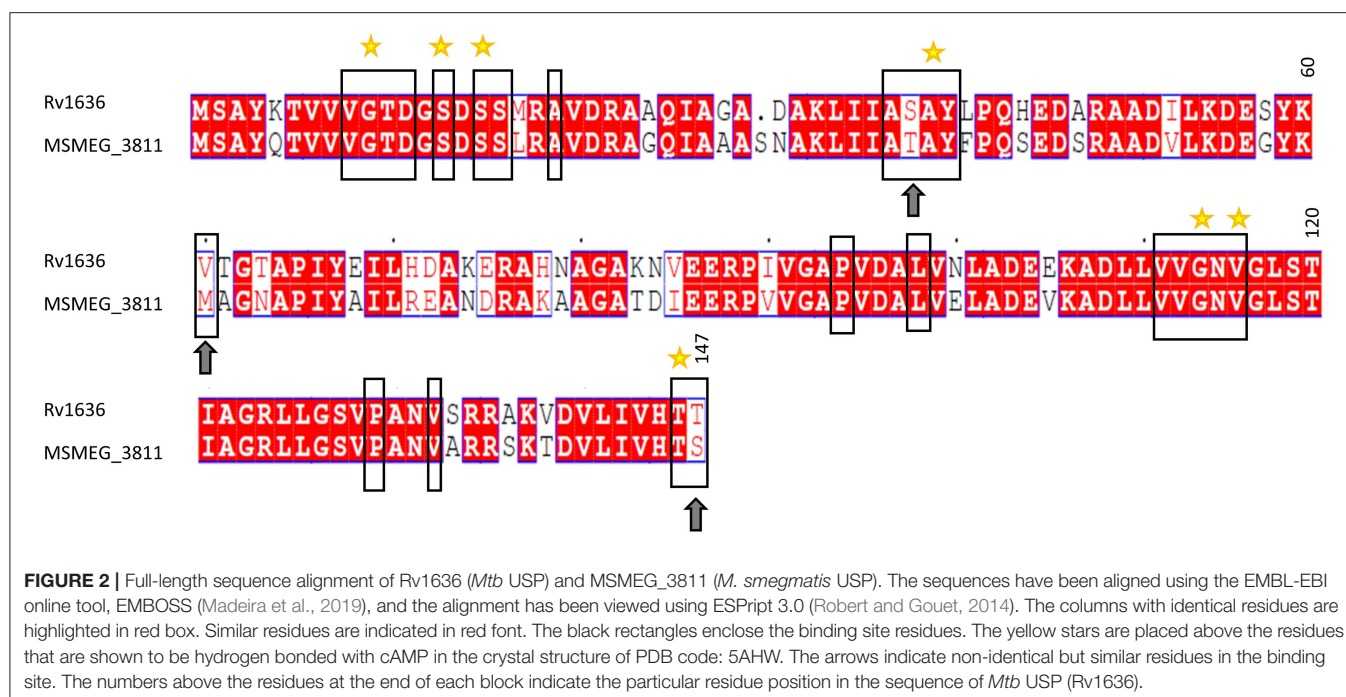 60
Rv1636 MSAYKTVVVGTDGSDSSMRAVDRAAQIAGA.DAKLIIASAYLPQHEDARAADILKDESYK
MSMEG_3811 MSAYQTVVVGTDGSDSSLRAVDRAGQIAAASNAKLIIATAYFPQSEDSRAADVLKDEGYK
120
Rv1636 VTGTAPIYEILHDAKERAHNAGAKNVEERPIVGAPVDALVNLADEEKADLLVVGNVGLST
MSMEG_3811 MAGNAPIYAILREANDRAKAAGATDIEERPVVGAPVDALVELADEVKADLLVVGNVGLST
147
Rv1636 IAGRLLGSVPANVSRRAKVDVLIVHTT
MSMEG_3811 IAGRLLGSVPANVARRSKTDVLIVHTS
FIGURE 2 | Full-length sequence alignment of Rv1636 (Mtb USP) and MSMEG_3811 (M. smegmatis USP). The sequences have been aligned using the EMBL-EBI
online tool, EMBOSS (Madeira et al., 2019), and the alignment has been viewed using ESPript 3.0 (Robert and Gouet, 2014). The columns with identical residues are
highlighted in red box. Similar residues are indicated in red font. The black rectangles enclose the binding site residues. The yellow stars are placed above the residues
that are shown to be hydrogen bonded with cAMP in the crystal structure of PDB code: 5AHW. The arrows indicate non-identical but similar residues in the binding
site. The numbers above the residues at the end of each block indicate the particular residue position in the sequence of Mtb USP (Rv1636).